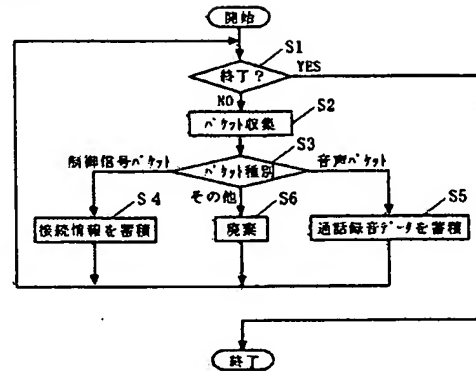 開始
S1
終了?
YES
NO
S2
パケット収集
S3
制御信号パケット
パケット種別
音声パケット
その他
S4
S6
S5
接続情報を蓄積
廃棄
通話録音データを蓄積
終了